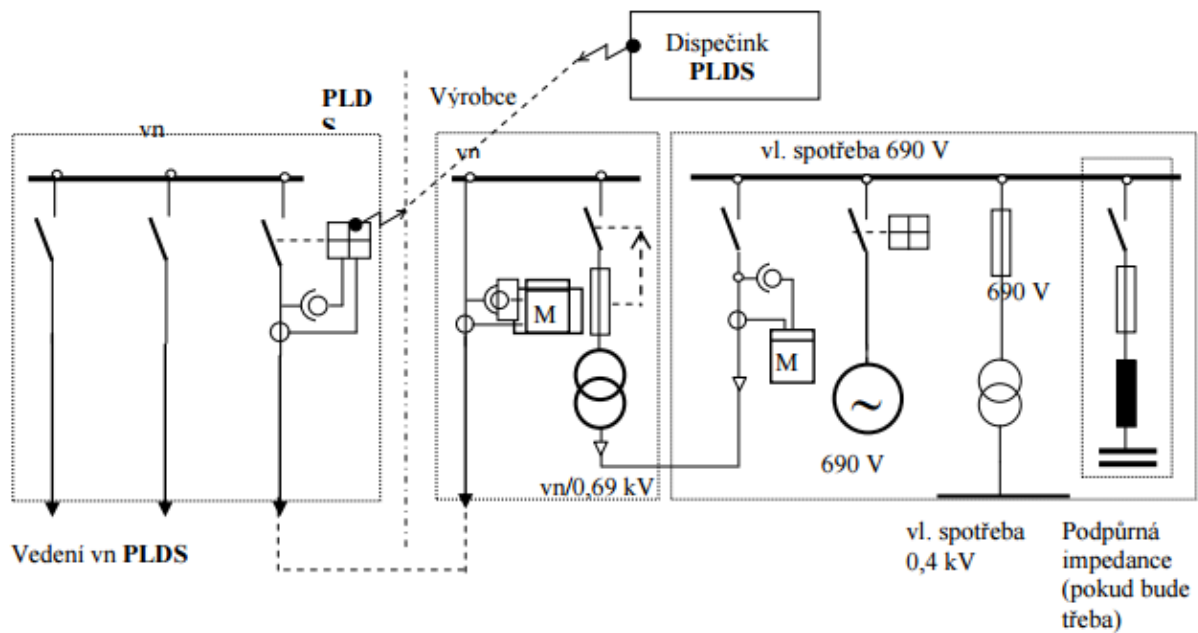 Dispečink
PLDS
PLD
S
Výrobce
vn
vn
vl. spotřeba 690 V
690 V
M
M
~
690 V
vn/0,69 kV
Vedení vn PLDS
vl. spotřeba
0,4 kV
Podpůrná
impedance
(pokud bude
třeba)